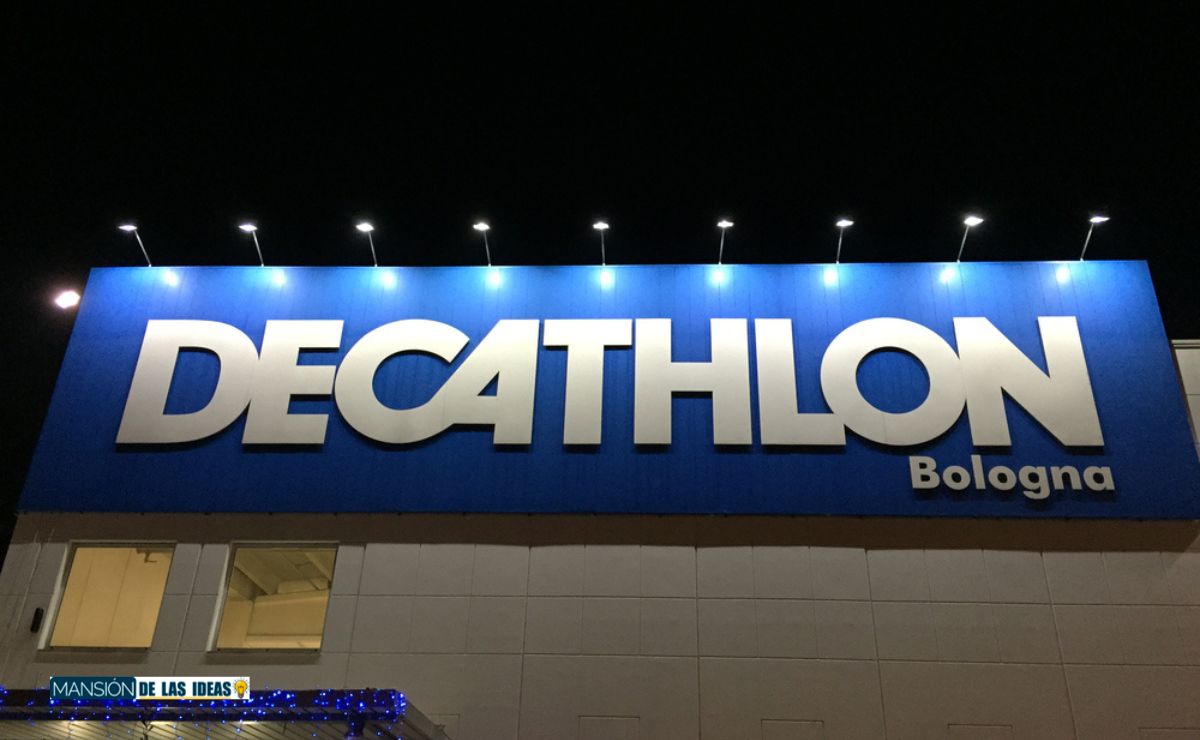 DECATHLON
Bologna
MANSIÓN DE LAS IDEAS